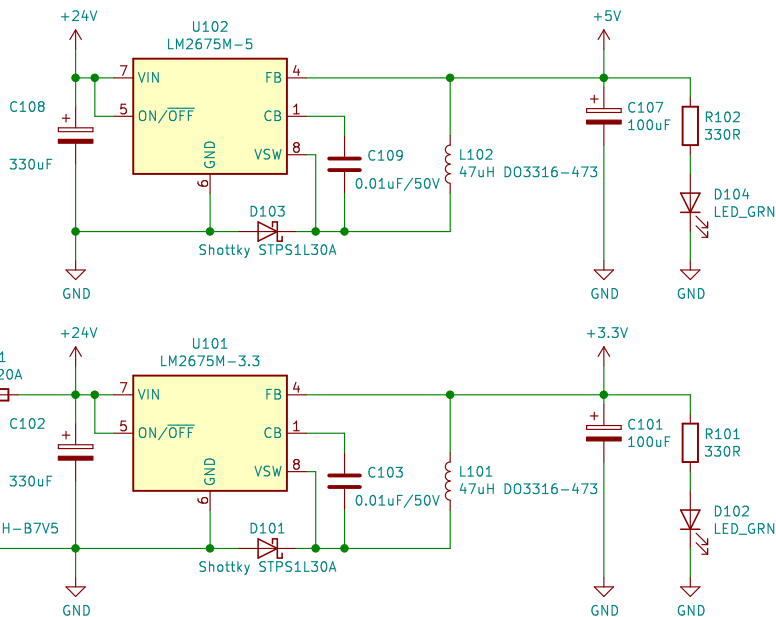 +24V
U102
LM2675M-5
+5V
C108
330uF
7 VIN
5 ON/OFF
GND
6
FB 4
CB 1
VSW 8
C109
0.01uF/50V
L102
47uH DO3316-473
C107
100uF
R102
330R
D104
LED_GRN
D103
Shottky STPS1L30A
GND
GND
GND
+24V
U101
LM2675M-3.3
+3.3V
1
20A
C102
330uF
7 VIN
5 ON/OFF
GND
6
FB 4
CB 1
VSW 8
C103
0.01uF/50V
L101
47uH DO3316-473
C101
100uF
R101
330R
D102
LED_GRN
H-B7V5
D101
Shottky STPS1L30A
GND
GND
GND